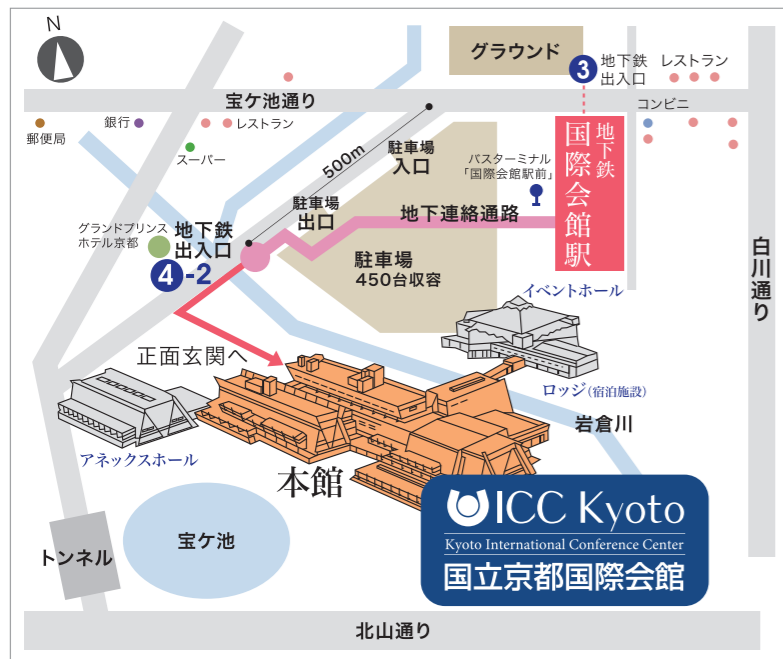 N
グラウンド
3
地下鉄
出入口
レストラン
宝ケ池通り
コンビニ
郵便局
銀行
レストラン
スーパー
500m
駐車場
入口
バスターミナル
「国際会館駅前」
地下鉄
国際会館駅
駐車場
出口
地下連絡通路
グランドプリンス
ホテル京都
地下鉄
出入口
4-2
駐車場
450台収容
白川通り
イベントホール
正面玄関へ
ロッジ(宿泊施設)
岩倉川
アネックスホール
本館
ICC Kyoto
Kyoto International Conference Center
国立京都国際会館
宝ケ池
トンネル
北山通り